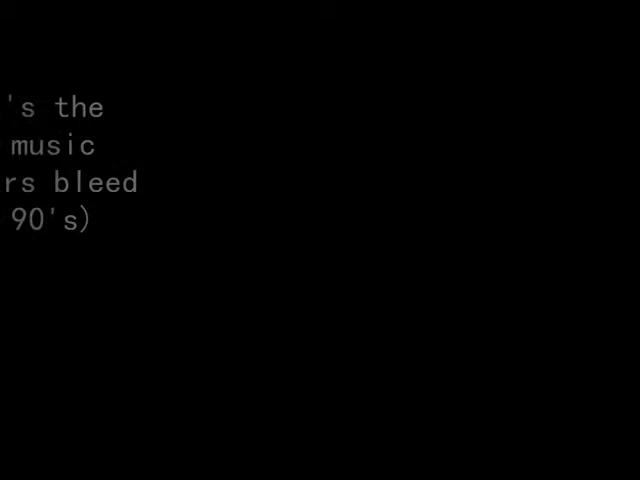 's the
music
rs bleed
90's)